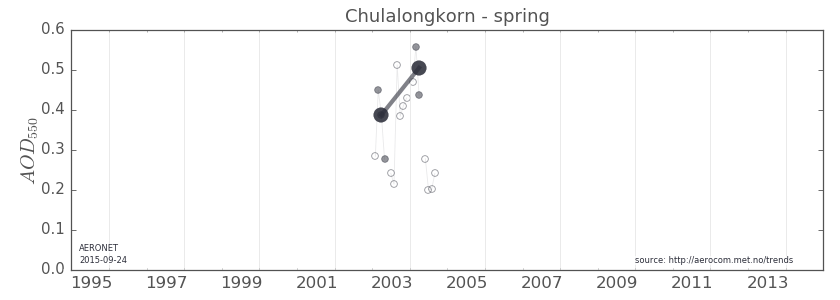 Chulalongkorn - spring
0.6
0.5
0.4
0.3
0.2
0.1
0.0
AOD550
AERONET
2015-09-24
source: http://aerocom.met.no/trends
1995 1997 1999 2001 2003 2005 2007 2009 2011 2013